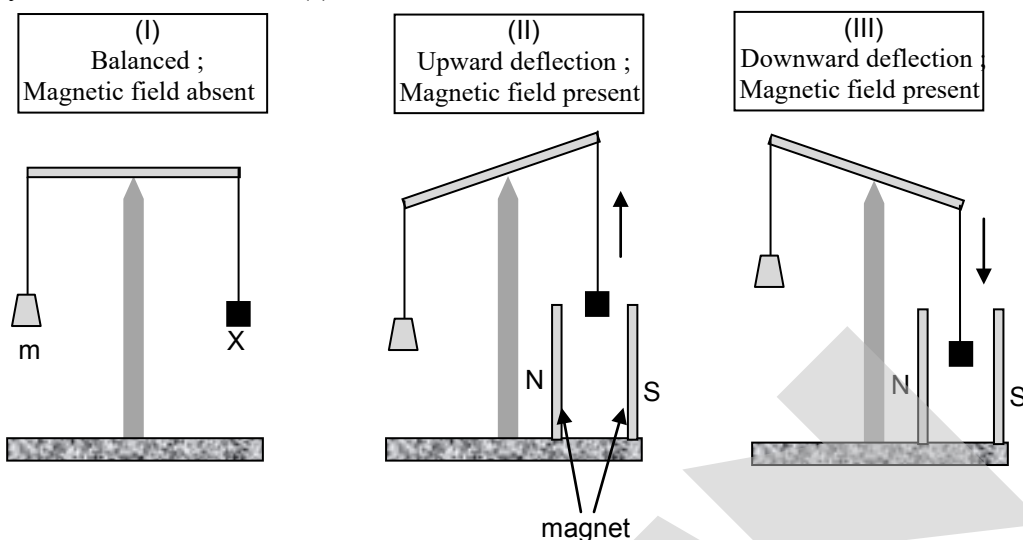 (I)
Balanced ;
Magnetic field absent
(II)
Upward deflection ;
Magnetic field present
(III)
Downward deflection ;
Magnetic field present
m
X
N
S
N
S
magnet